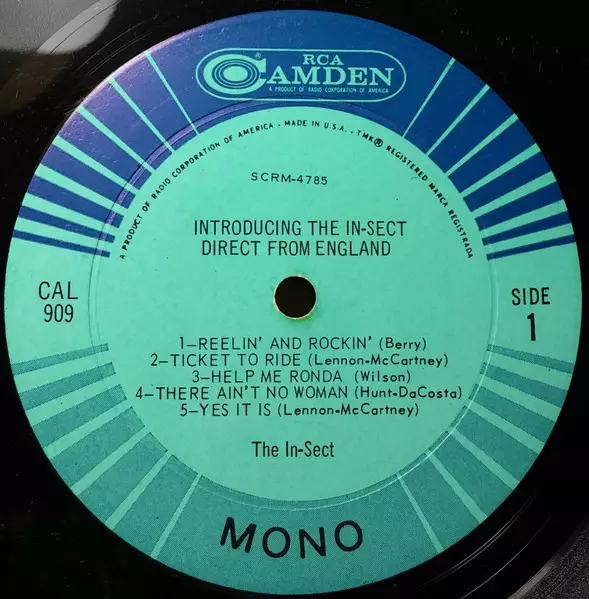 RCA
CAMDEN
®
A PRODUCT OF RADIO CORPORATION OF AMERICA
A PRODUCT OF RADIO CORPORATION OF AMERICA • MADE IN U.S.A. • TMK® REGISTERED MARCA REGISTRADA
SCRM-4785
INTRODUCING THE IN-SECT
DIRECT FROM ENGLAND
CAL
909
SIDE
1
1–REELIN' AND ROCKIN' (Berry)
2–TICKET TO RIDE (Lennon-McCartney)
3–HELP ME RONDA (Wilson)
4–THERE AIN'T NO WOMAN (Hunt-DaCosta)
5–YES IT IS (Lennon-McCartney)
The In-Sect
MONO